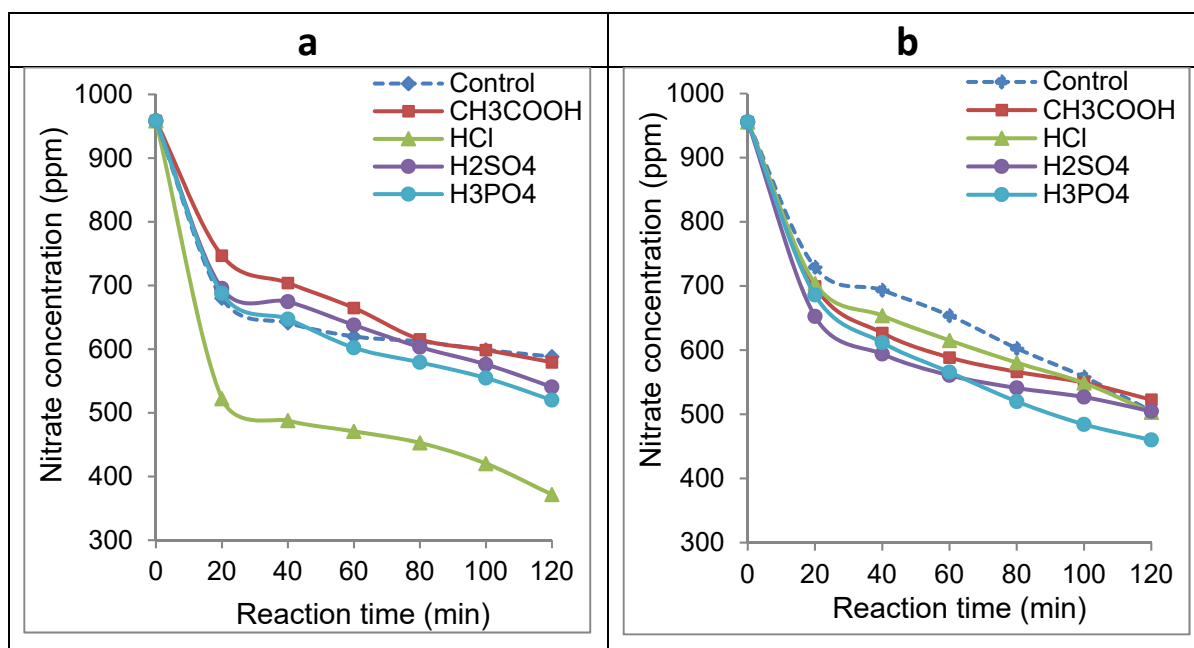 a
b
Control
CH3COOH
HCl
H2SO4
H3PO4
1000
900
800
700
600
500
400
300
0 20 40 60 80 100 120
Nitrate concentration (ppm)
Reaction time (min)
Control
CH3COOH
HCl
H2SO4
H3PO4
1000
900
800
700
600
500
400
300
0 20 40 60 80 100 120
Nitrate concentration (ppm)
Reaction time (min)